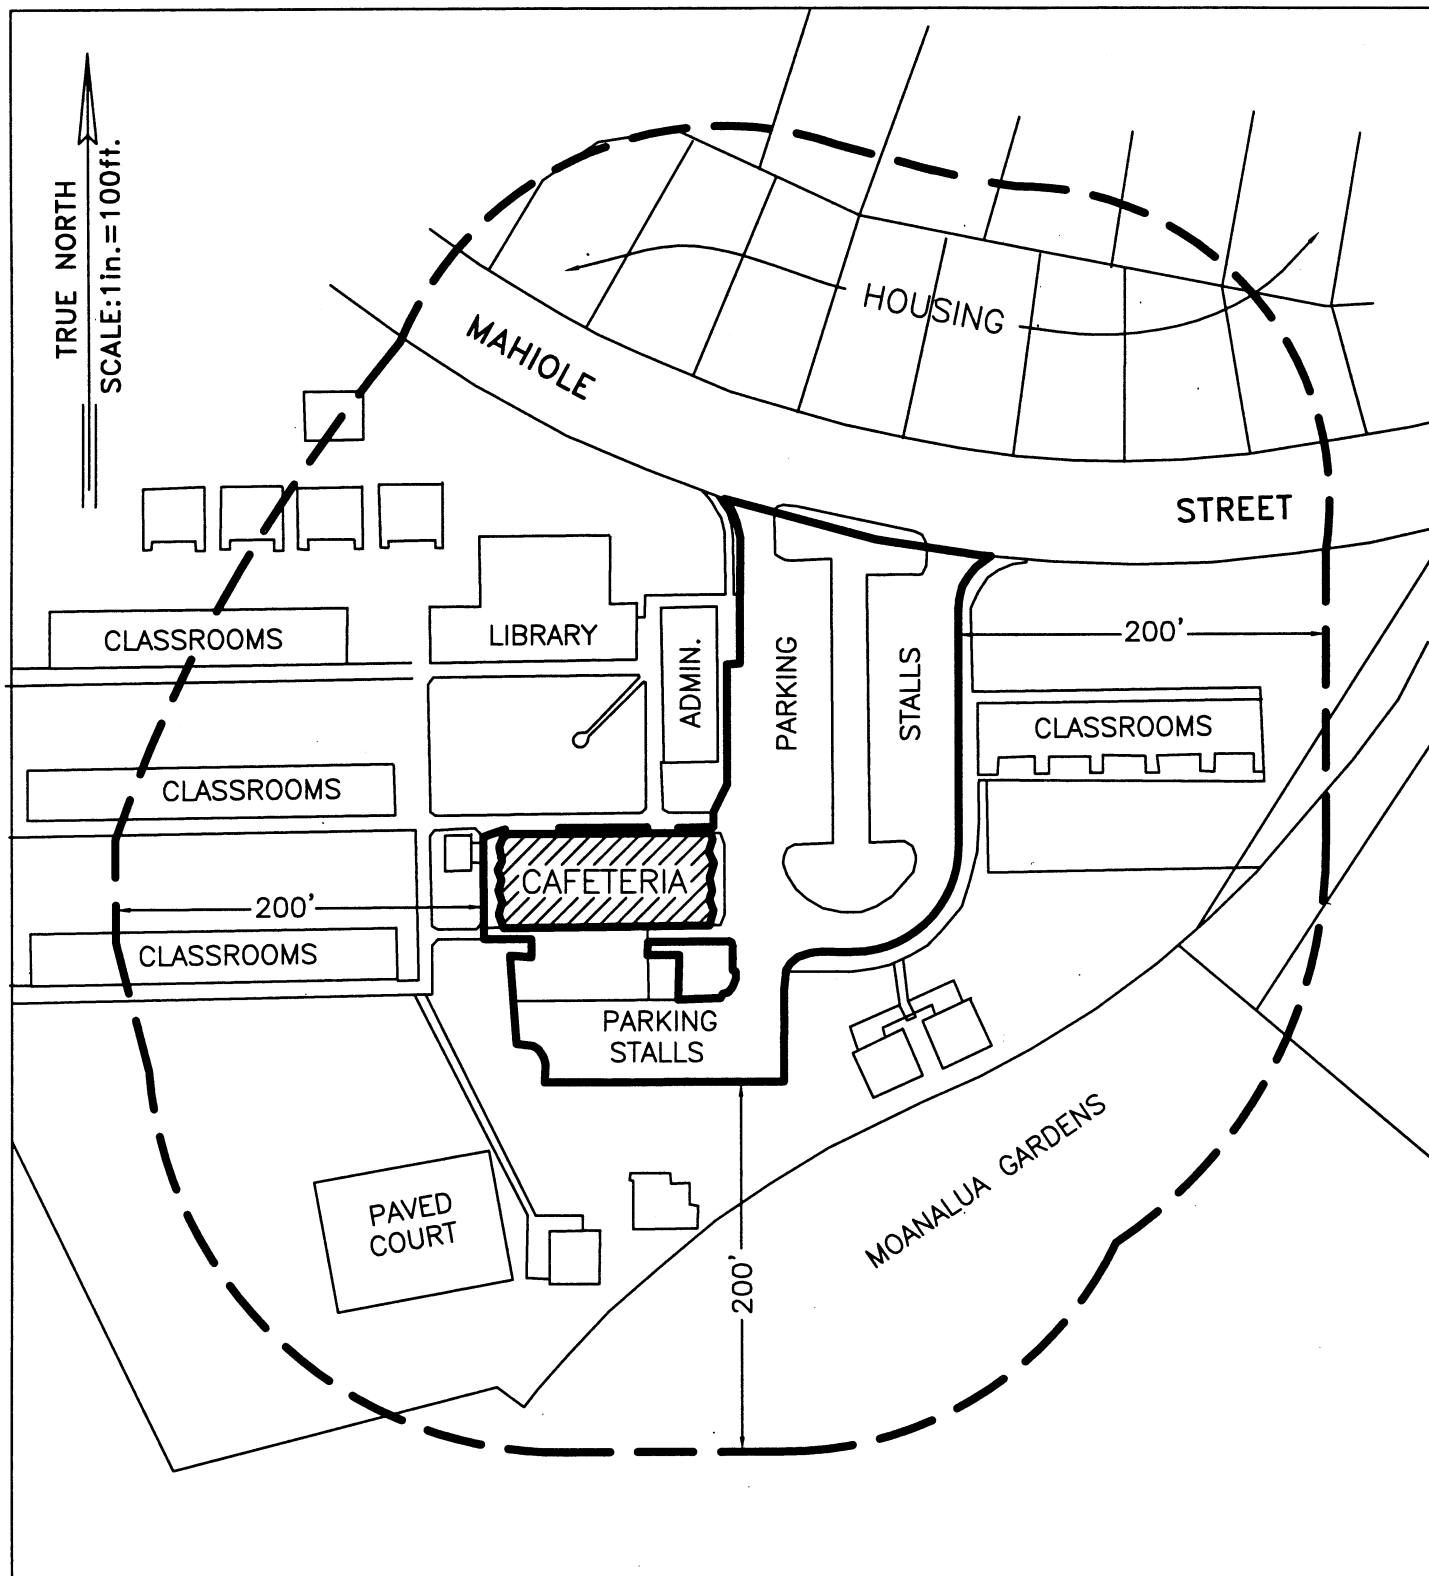 TRUE NORTH
SCALE:1in.=100ft.
HOUSING
MAHIOLE
STREET
CLASSROOMS
LIBRARY
ADMIN.
PARKING
STALLS
200'
CLASSROOMS
CLASSROOMS
CAFETERIA
200'
CLASSROOMS
PARKING
STALLS
MOANALUA GARDENS
PAVED
COURT
200'